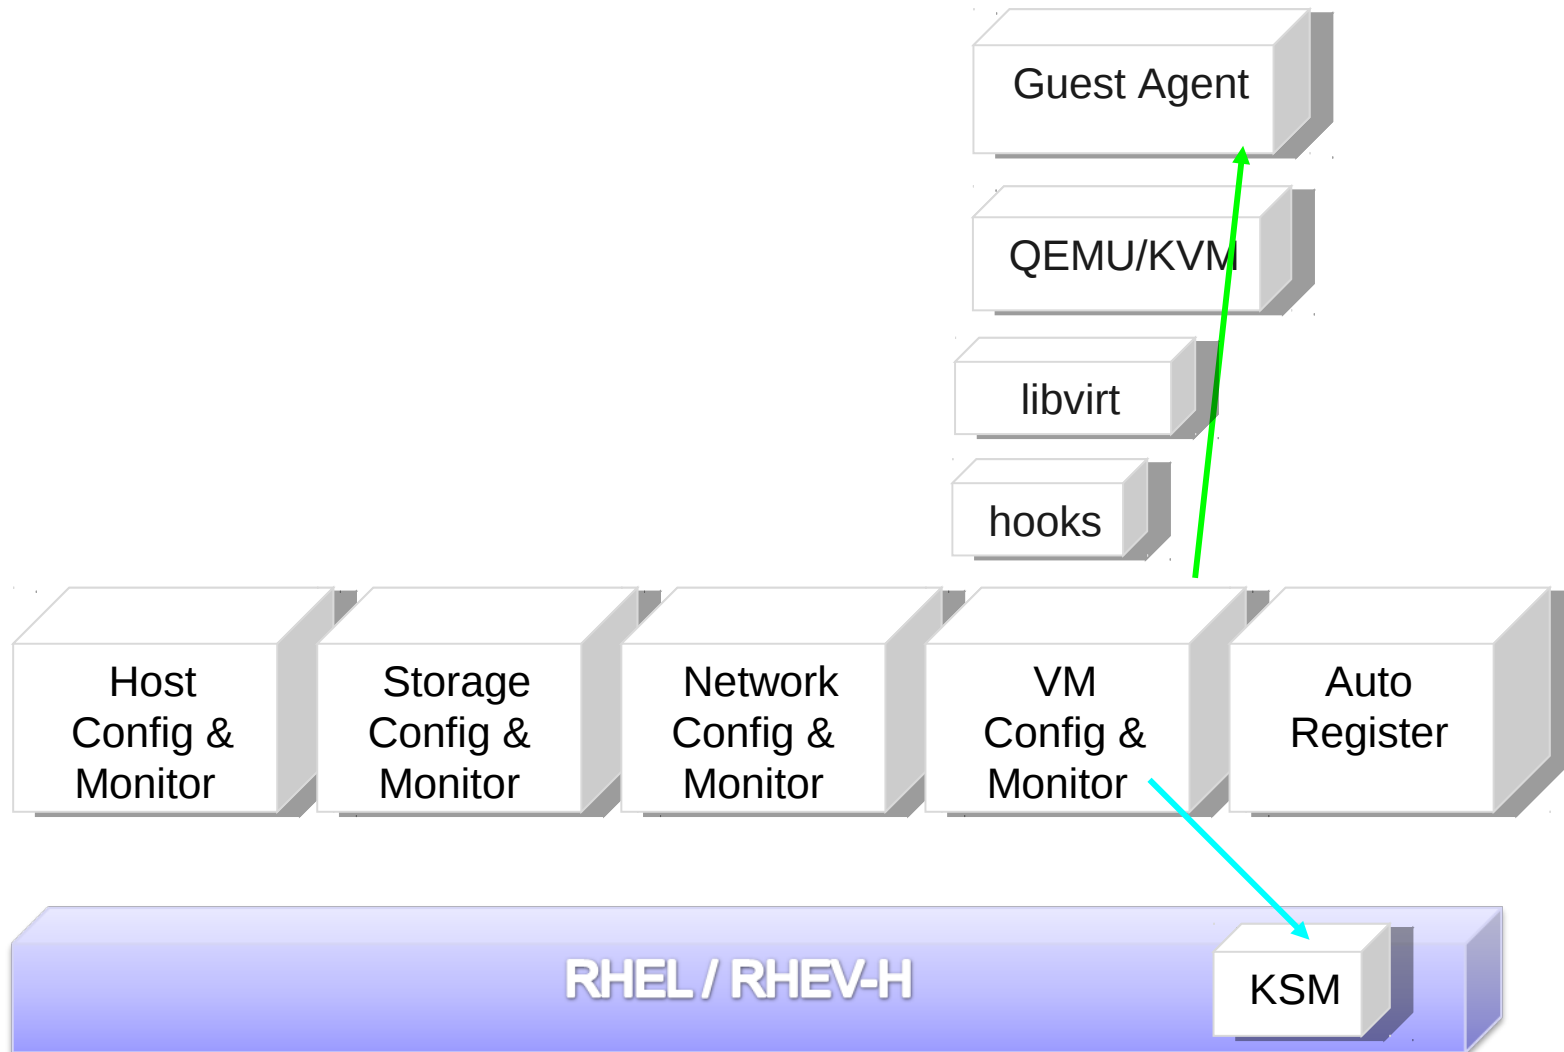 Guest Agent
QEMU/KVM
libvirt
hooks
Host
Config &
Monitor
Storage
Config &
Monitor
Network
Config &
Monitor
VM
Config &
Monitor
Auto
Register
RHEL / RHEV-H
KSM